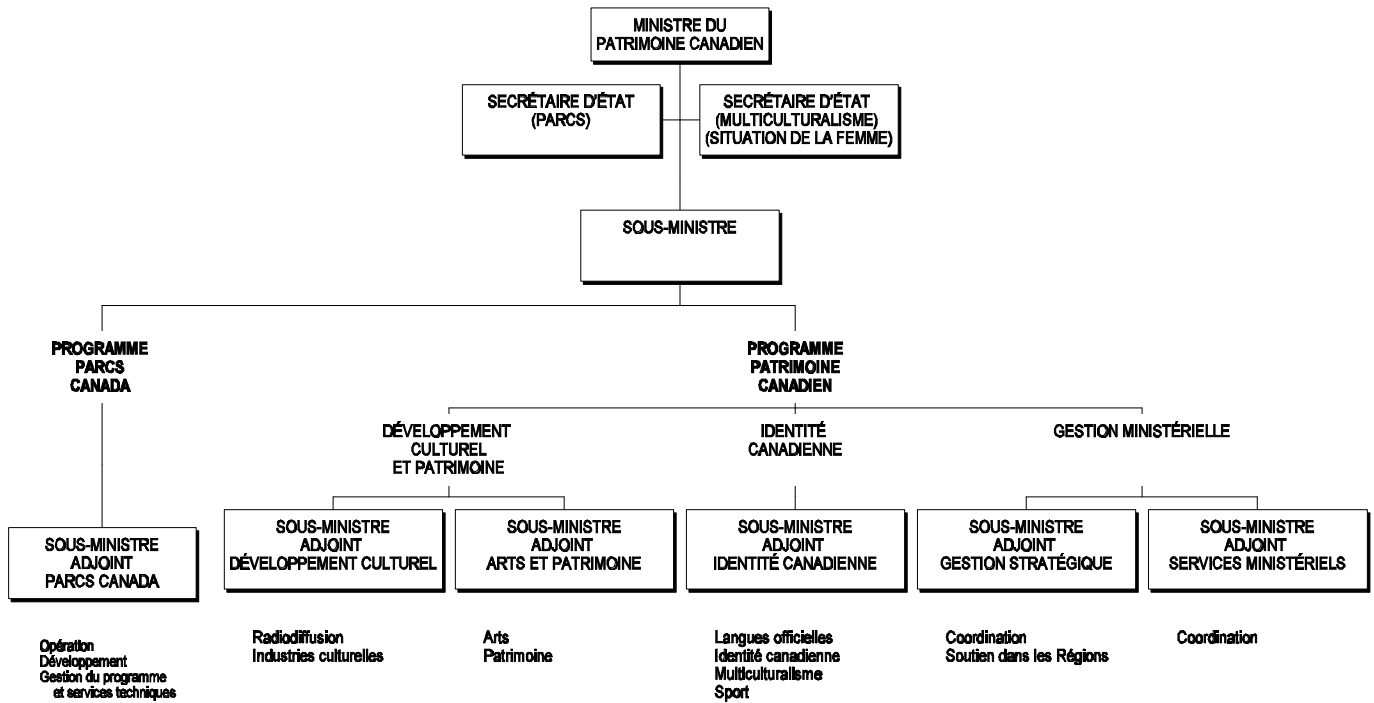 MINISTRE DU
PATRIMOINE CANADIEN
SECRÉTAIRE D'ÉTAT
(PARCS)
SECRÉTAIRE D'ÉTAT
(MULTICULTURALISME)
(SITUATION DE LA FEMME)
SOUS-MINISTRE
PROGRAMME
PARCS
CANADA
PROGRAMME
PATRIMOINE
CANADIEN
DÉVELOPPEMENT
CULTUREL
ET PATRIMOINE
IDENTITÉ
CANADIENNE
GESTION MINISTÉRIELLE
SOUS-MINISTRE
ADJOINT
PARCS CANADA
SOUS-MINISTRE
ADJOINT
DÉVELOPPEMENT CULTUREL
SOUS-MINISTRE
ADJOINT
ARTS ET PATRIMOINE
SOUS-MINISTRE
ADJOINT
IDENTITÉ CANADIENNE
SOUS-MINISTRE
ADJOINT
GESTION STRATÉGIQUE
SOUS-MINISTRE
ADJOINT
SERVICES MINISTÉRIELS
Opération
Développement
Gestion du programme
et services techniques
Radiodiffusion
Industries culturelles
Arts
Patrimoine
Langues officielles
Identité canadienne
Multiculturalisme
Sport
Coordination
Soutien dans les Régions
Coordination